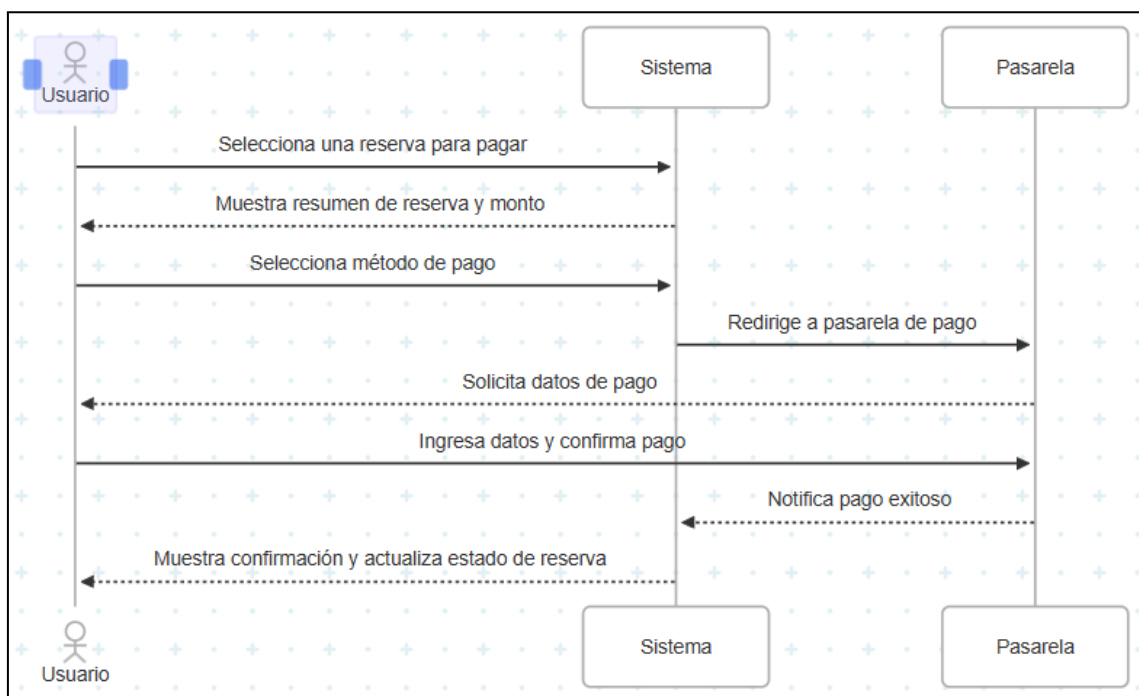 Usuario
Sistema
Pasarela
Selecciona una reserva para pagar
Muestra resumen de reserva y monto
Selecciona método de pago
Redirige a pasarela de pago
Solicita datos de pago
Ingresa datos y confirma pago
Notifica pago exitoso
Muestra confirmación y actualiza estado de reserva
Usuario
Sistema
Pasarela